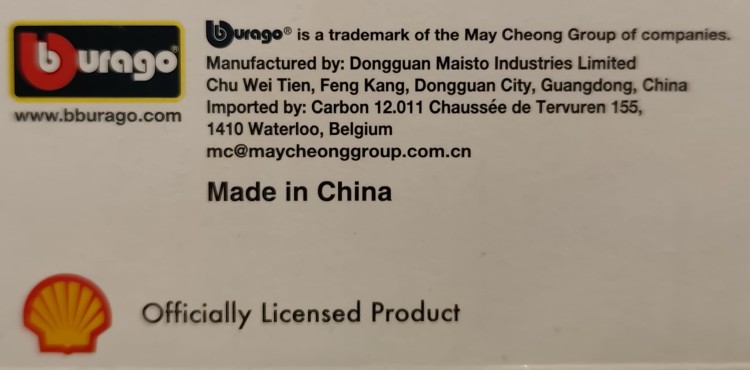 bburago®
www.bburago.com
bburago® is a trademark of the May Cheong Group of companies.
Manufactured by: Dongguan Maisto Industries Limited
Chu Wei Tien, Feng Kang, Dongguan City, Guangdong, China
Imported by: Carbon 12.011 Chaussée de Tervuren 155,
1410 Waterloo, Belgium
mc@maycheonggroup.com.cn
Made in China
Officially Licensed Product